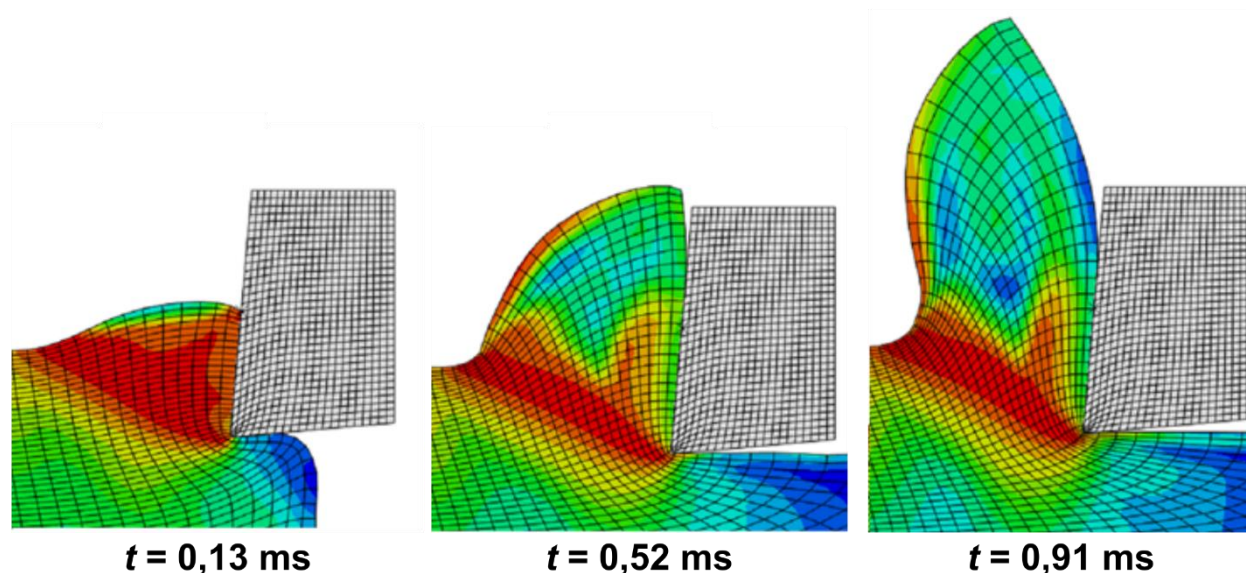 t = 0,13 ms
t = 0,52 ms
t = 0,91 ms